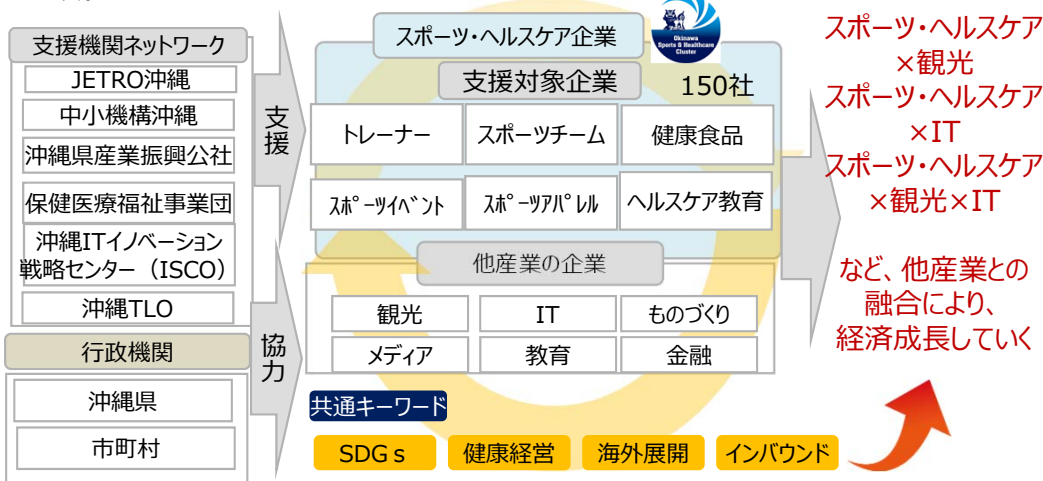 支援機関ネットワーク
JETRO沖縄
中小機構沖縄
沖縄県産業振興公社
保健医療福祉事業団
沖縄ITイノベーション
戦略センター（ISCO）
沖縄TLO
行政機関
沖縄県
市町村
支援
協力
スポーツ・ヘルスケア企業
Okinawa
Sports & Healthcare
Cluster
支援対象企業
150社
トレーナー
スポーツチーム
健康食品
ｽﾎﾟｰﾂｲﾍﾞﾝﾄ
ｽﾎﾟｰﾂｱﾊﾟﾚﾙ
ヘルスケア教育
他産業の企業
観光
IT
ものづくり
メディア
教育
金融
共通キーワード
SDGｓ
健康経営
海外展開
インバウンド
スポーツ・ヘルスケア
×観光
スポーツ・ヘルスケア
×IT
スポーツ・ヘルスケア
×観光×IT
など、他産業との
融合により、
経済成長していく